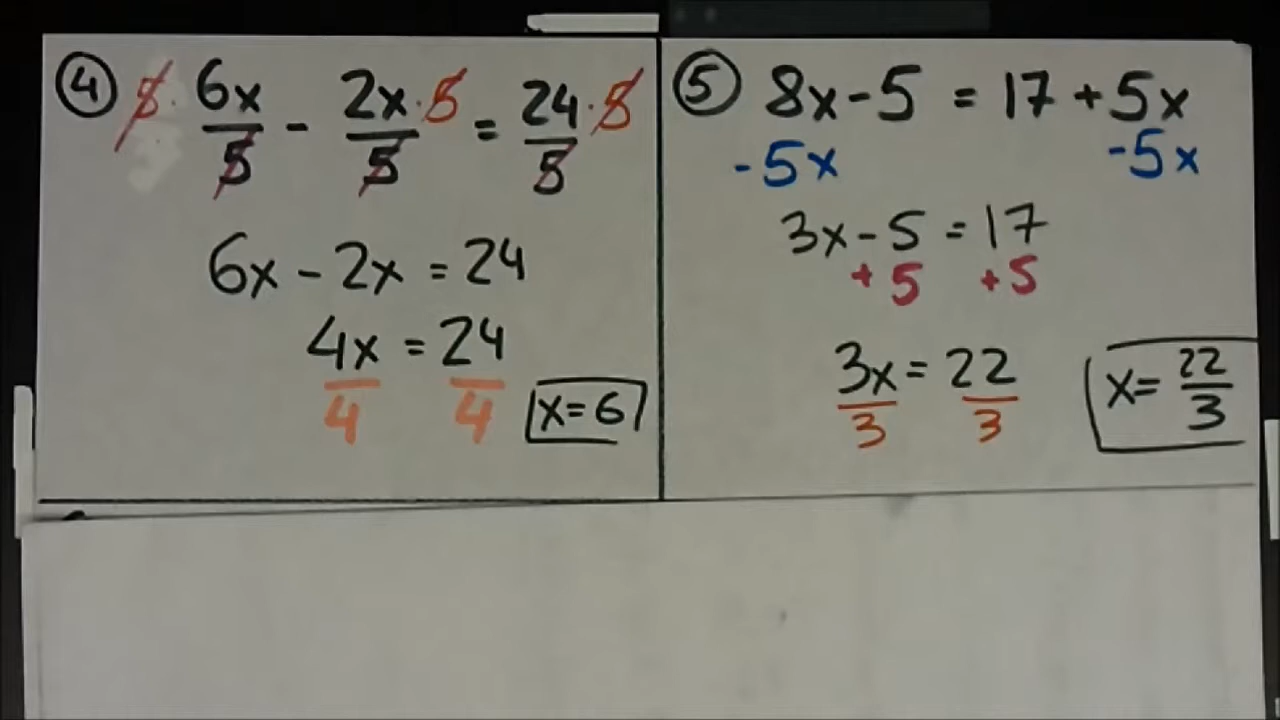 ④ 5· 6x/5 - 2x·5/5 = 24·5/5
6x - 2x = 24
4x = 24
4 4
x = 6
⑤ 8x - 5 = 17 + 5x
-5x -5x
3x - 5 = 17
+5 +5
3x = 22
3 3
x = 22/3